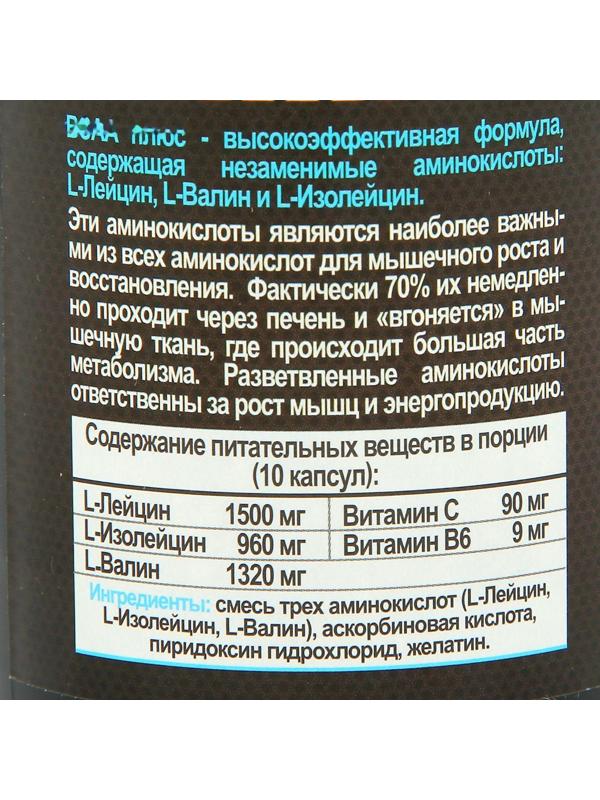 BCAA плюс - высокоэффективная формула,
содержащая незаменимые аминокислоты:
L-Лейцин, L-Валин и L-Изолейцин.
Эти аминокислоты являются наиболее важны-
ми из всех аминокислот для мышечного роста и
восстановления. Фактически 70% их немедлен-
но проходит через печень и «вгоняется» в мы-
шечную ткань, где происходит большая часть
метаболизма. Разветвленные аминокислоты
ответственны за рост мышц и энергопродукцию.
Содержание питательных веществ в порции
(10 капсул):
L-Лейцин 1500 мг Витамин С 90 мг
L-Изолейцин 960 мг Витамин В6 9 мг
L-Валин 1320 мг
Ингредиенты: смесь трех аминокислот (L-Лейцин,
L-Изолейцин, L-Валин), аскорбиновая кислота,
пиридоксин гидрохлорид, желатин.